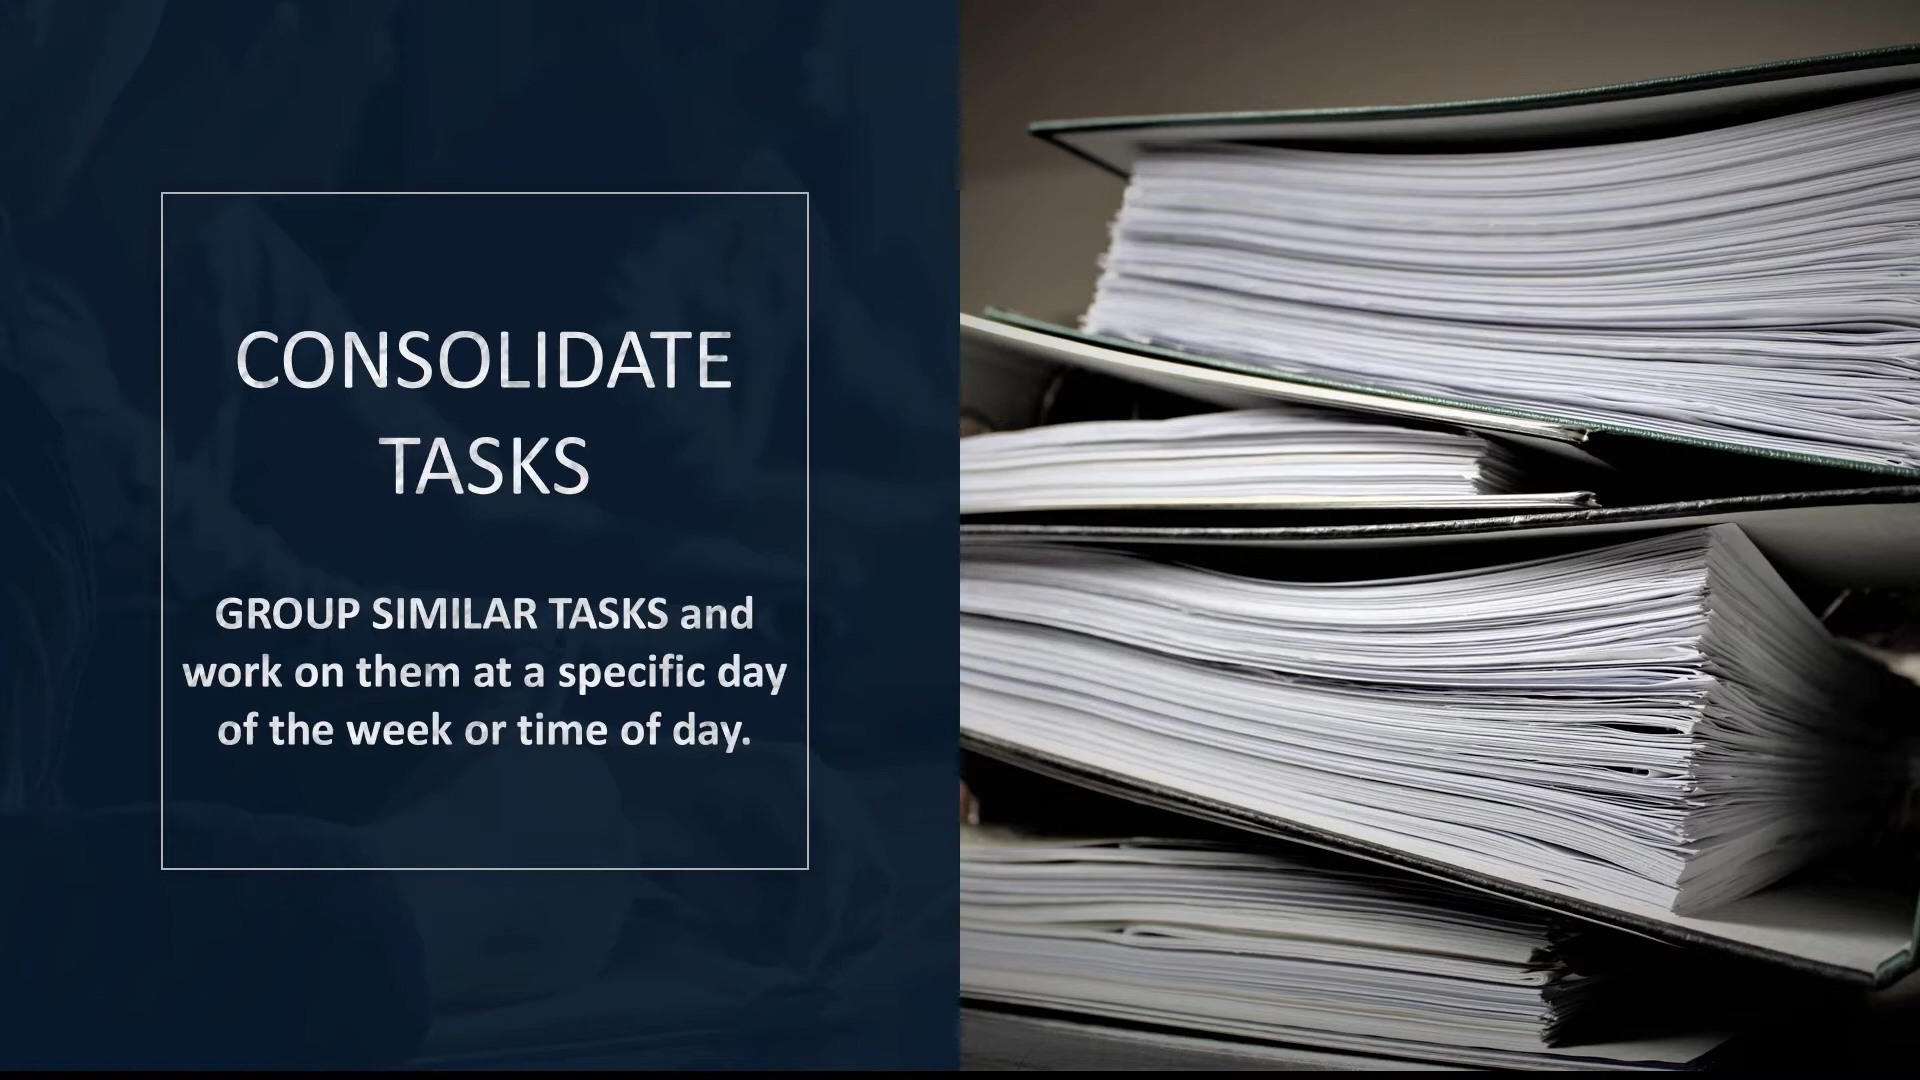 CONSOLIDATE
TASKS
GROUP SIMILAR TASKS and
work on them at a specific day
of the week or time of day.